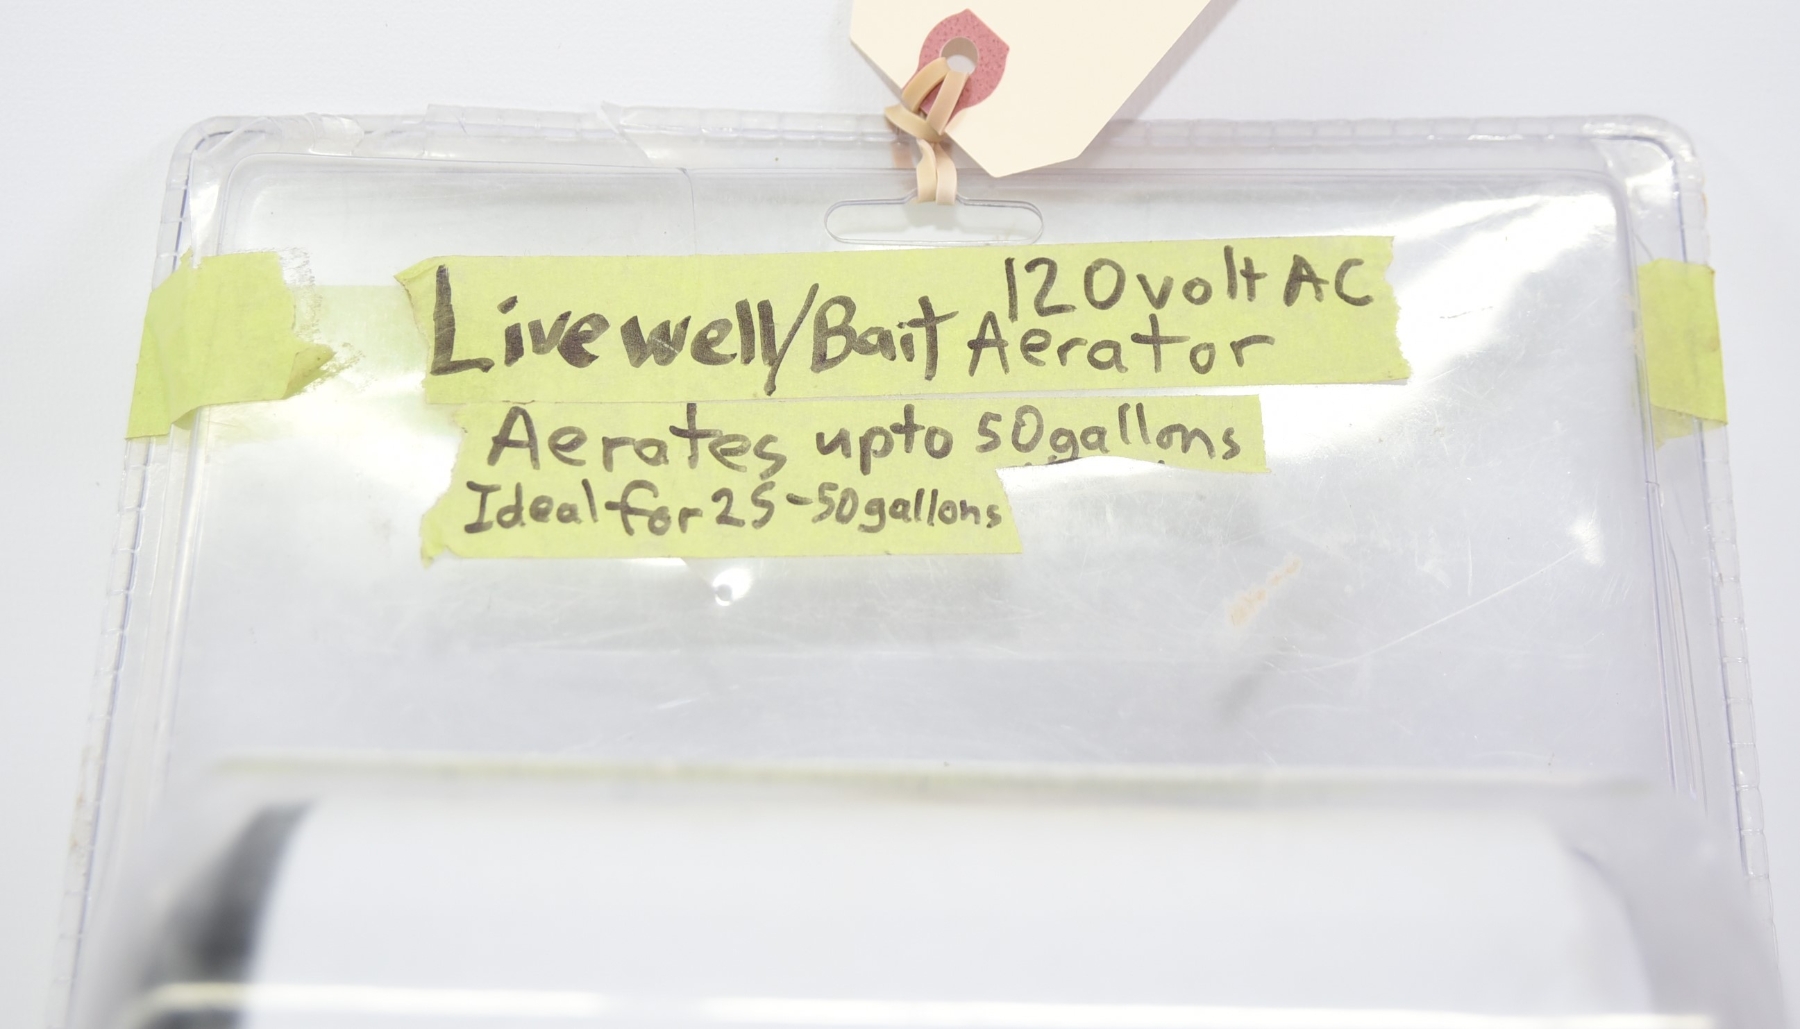 120 volt AC
Livewell/Bait Aerator
Aerates upto 50gallons
Ideal for 25-50gallons